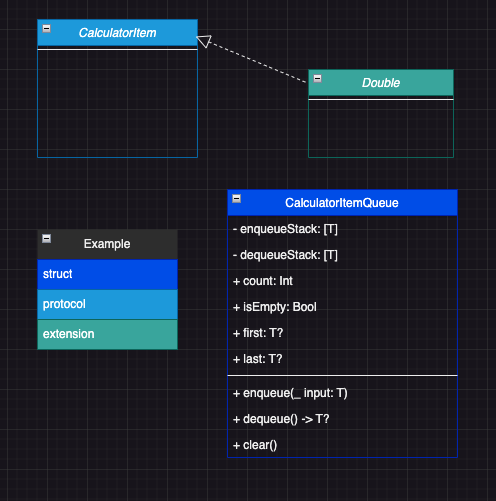 CalculatorItem
Double
CalculatorItemQueue
- enqueueStack: [T]
- dequeueStack: [T]
+ count: Int
+ isEmpty: Bool
+ first: T?
+ last: T?
+ enqueue(_ input: T)
+ dequeue() -> T?
+ clear()
Example
struct
protocol
extension